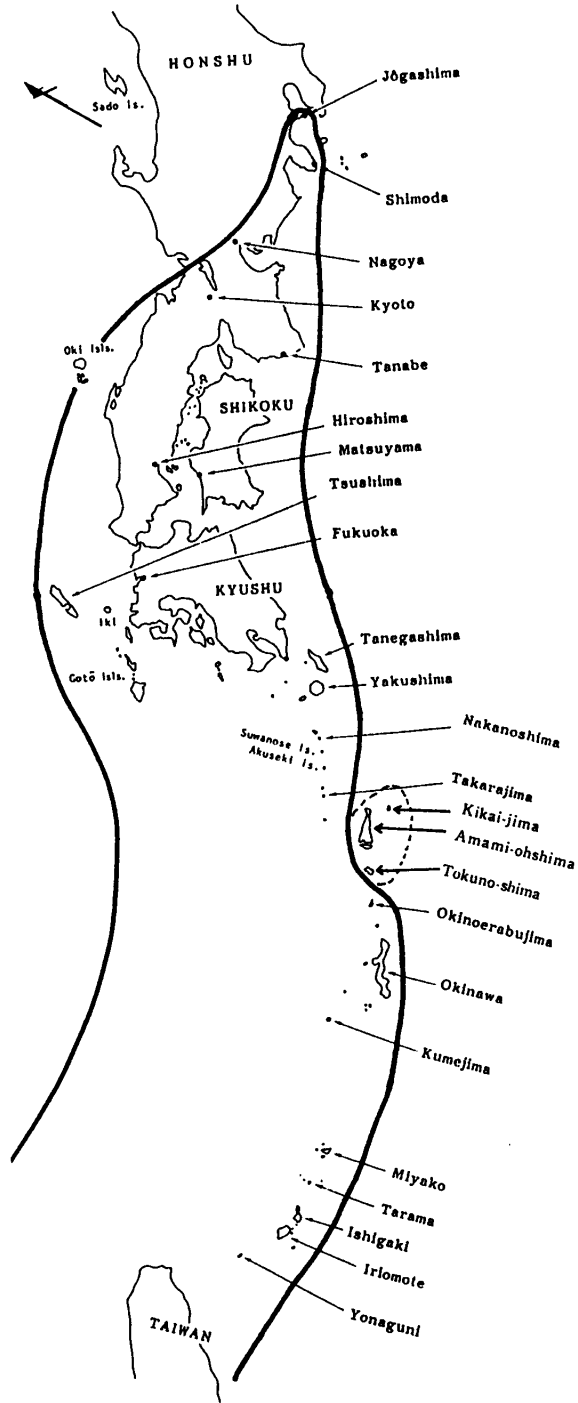 HONSHU
Jôgashima
Sado Is.
Shimoda
Nagoya
Kyoto
Oki Isls.
Tanabe
SHIKOKU
Hiroshima
Matsuyama
Tsushima
Fukuoka
KYUSHU
Iki
Tanegashima
Gotō Isls.
Yakushima
Nakanoshima
Suwanose Is.
Akuseki Is.
Takarajima
Kikai-jima
Amami-ohshima
Tokuno-shima
Okinoerabujima
Okinawa
Kumejima
Miyako
Tarama
Ishigaki
Iriomote
Yonaguni
TAIWAN